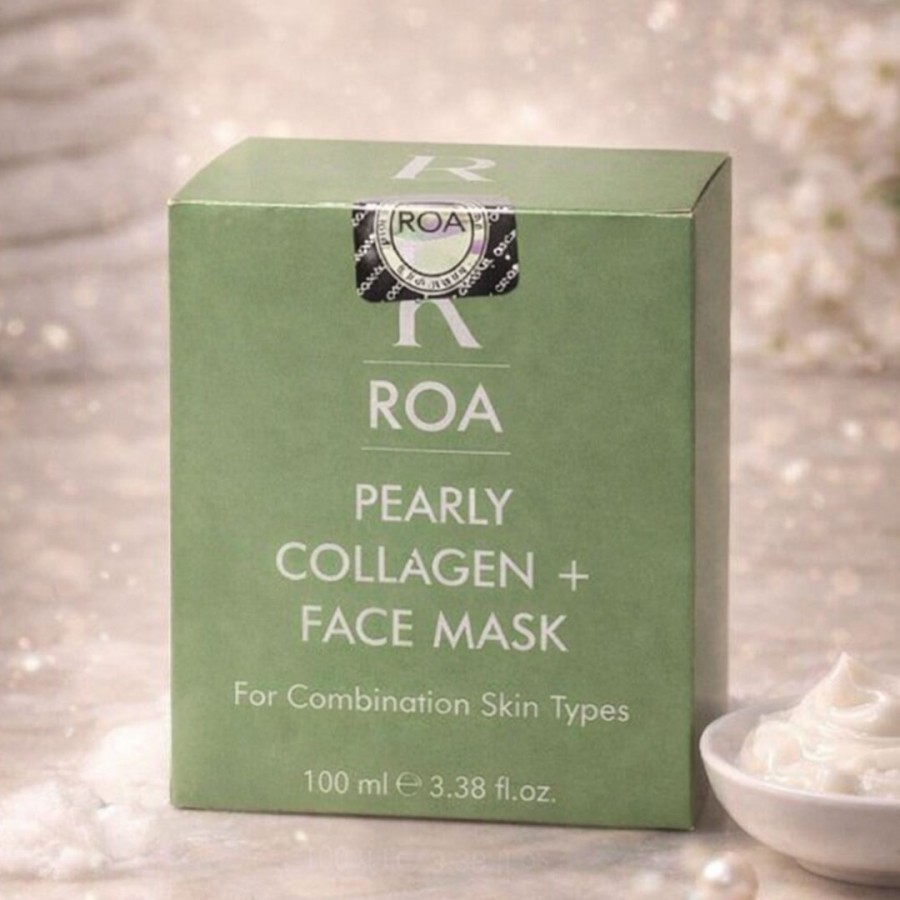 R
ROA
R
ROA
PEARLY
COLLAGEN +
FACE MASK
For Combination Skin Types
100 ml ℮ 3.38 fl.oz.